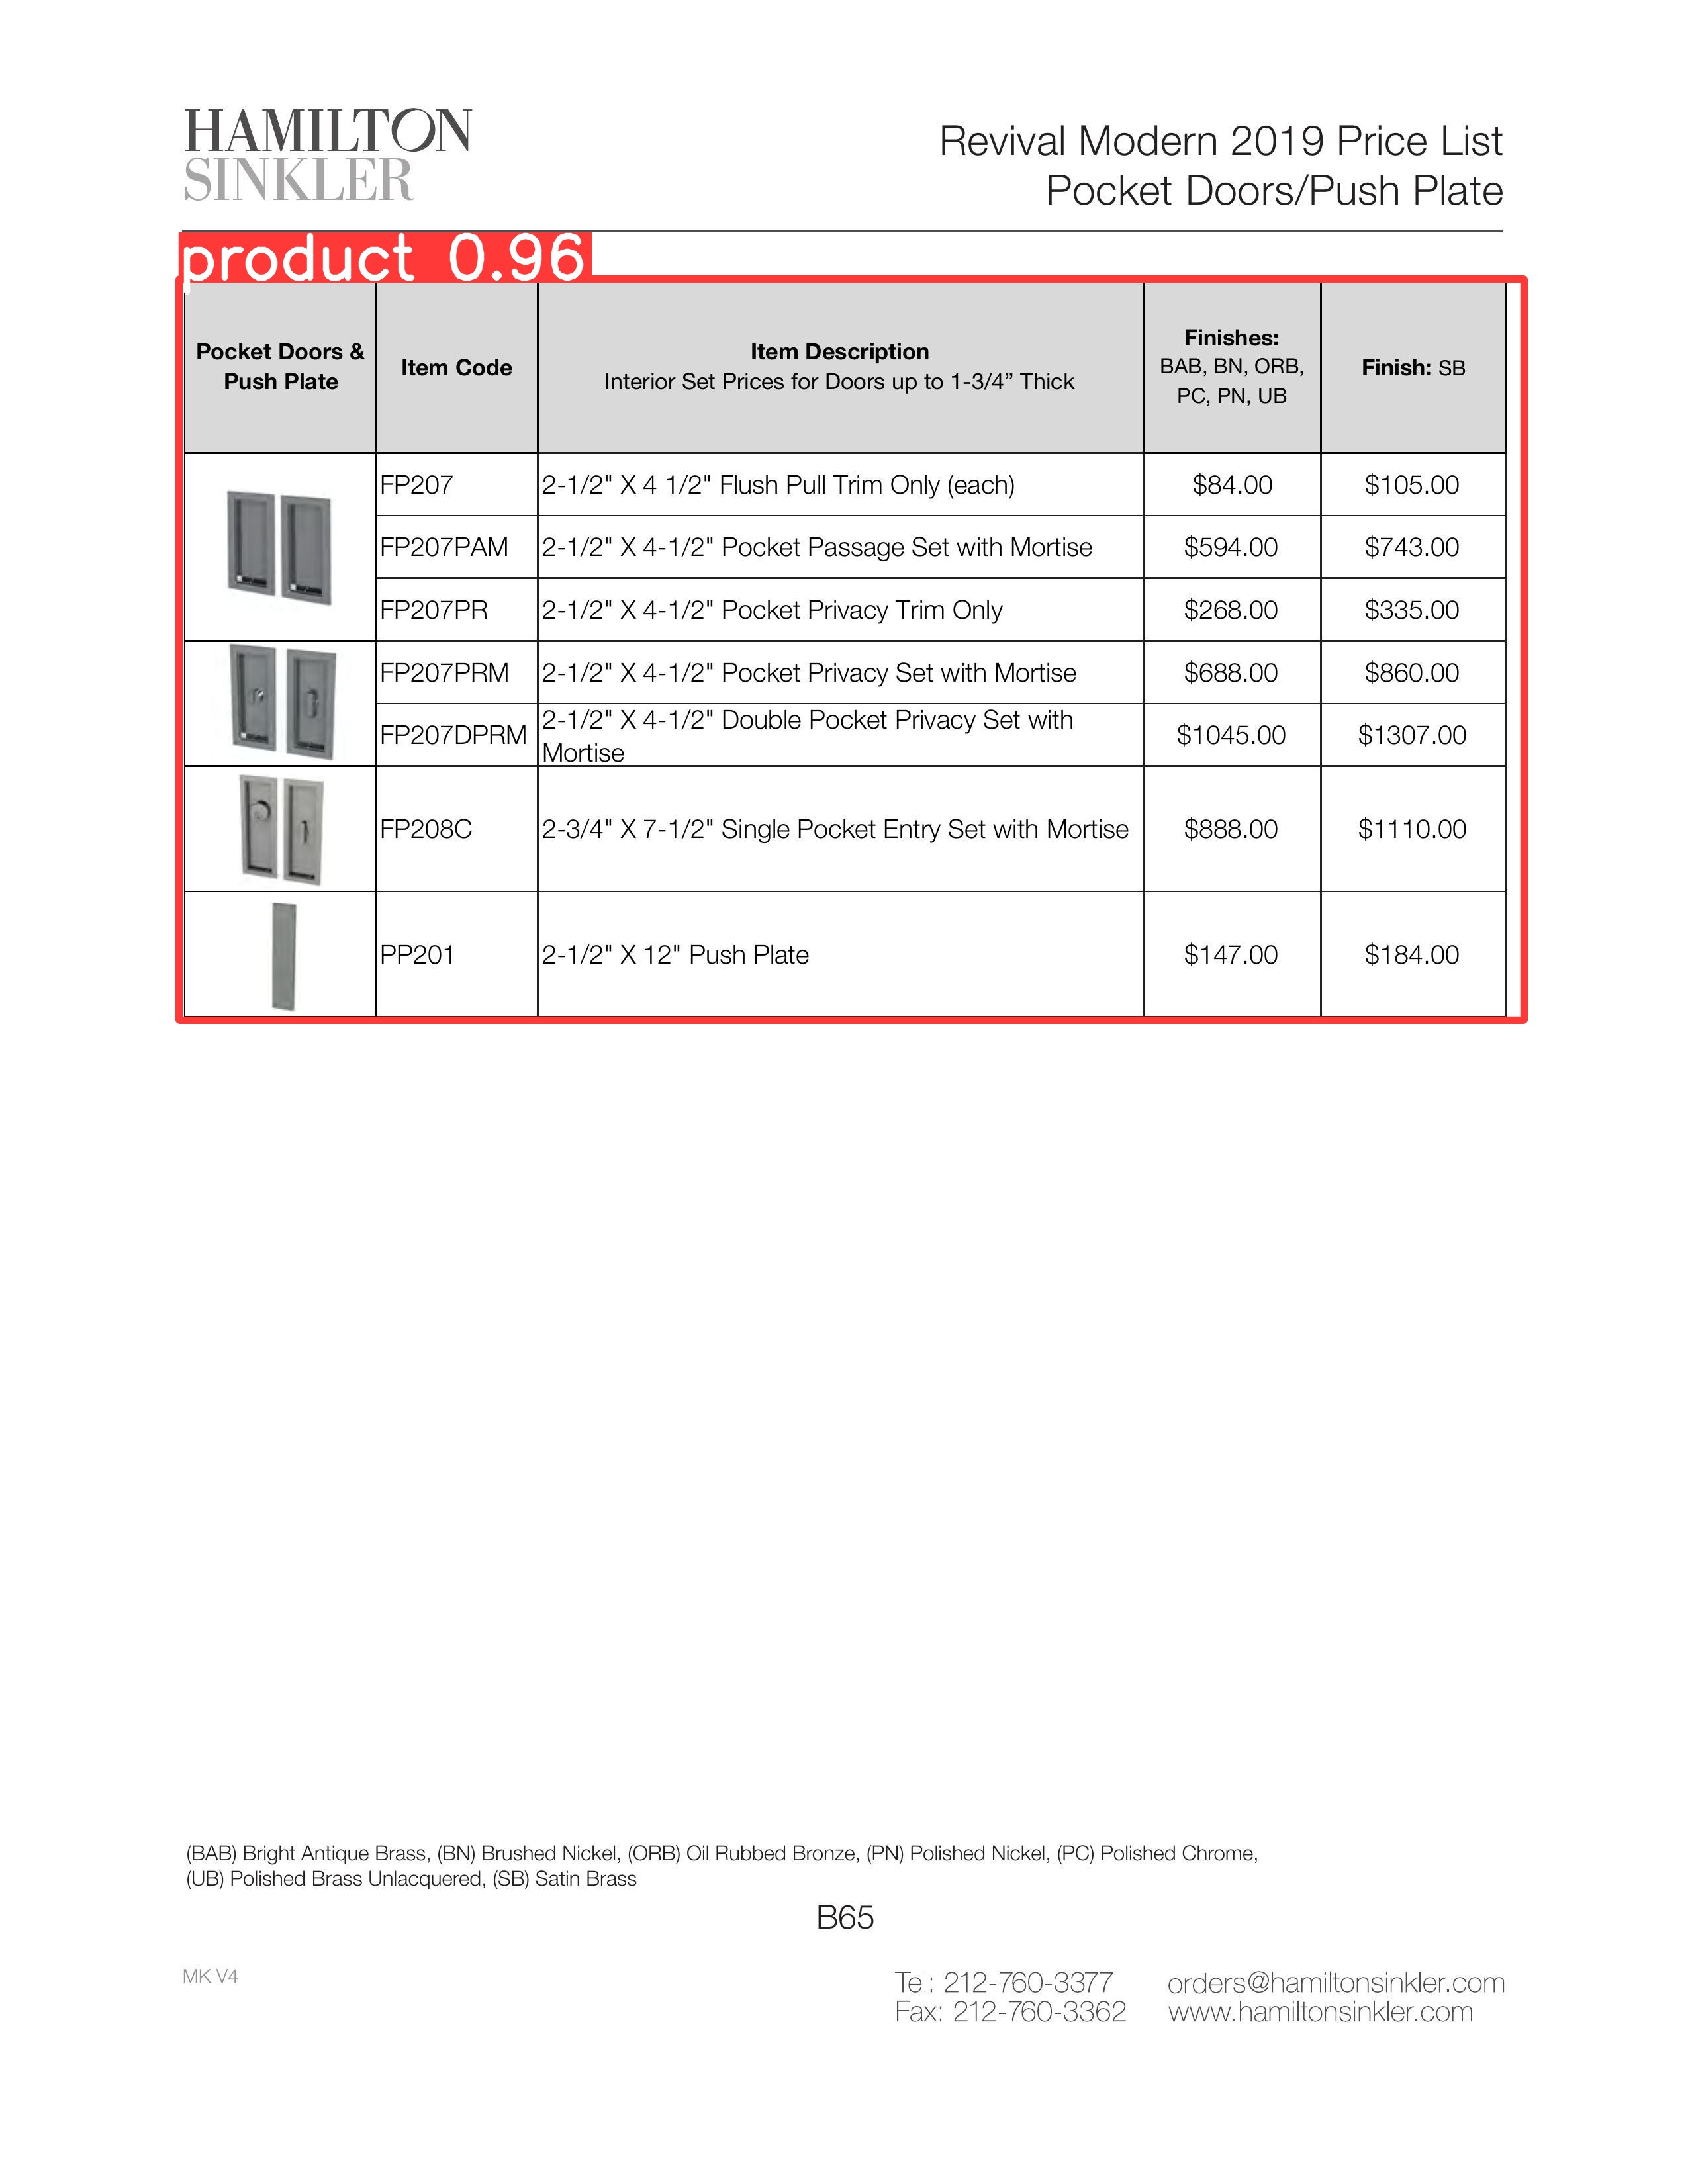 HAMILTON
SINKLER
Revival Modern 2019 Price List
Pocket Doors/Push Plate
product 0.96
Pocket Doors &
Push Plate
Item Code
Item Description
Interior Set Prices for Doors up to 1-3/4” Thick
Finishes:
BAB, BN, ORB,
PC, PN, UB
Finish: SB
FP207 2-1/2" X 4 1/2" Flush Pull Trim Only (each) $84.00 $105.00
FP207PAM 2-1/2" X 4-1/2" Pocket Passage Set with Mortise $594.00 $743.00
FP207PR 2-1/2" X 4-1/2" Pocket Privacy Trim Only $268.00 $335.00
FP207PRM 2-1/2" X 4-1/2" Pocket Privacy Set with Mortise $688.00 $860.00
FP207DPRM 2-1/2" X 4-1/2" Double Pocket Privacy Set with
Mortise $1045.00 $1307.00
FP208C 2-3/4" X 7-1/2" Single Pocket Entry Set with Mortise $888.00 $1110.00
PP201 2-1/2" X 12" Push Plate $147.00 $184.00
(BAB) Bright Antique Brass, (BN) Brushed Nickel, (ORB) Oil Rubbed Bronze, (PN) Polished Nickel, (PC) Polished Chrome,
(UB) Polished Brass Unlacquered, (SB) Satin Brass
B65
MK V4
Tel: 212-760-3377 orders@hamiltonsinkler.com
Fax: 212-760-3362 www.hamiltonsinkler.com